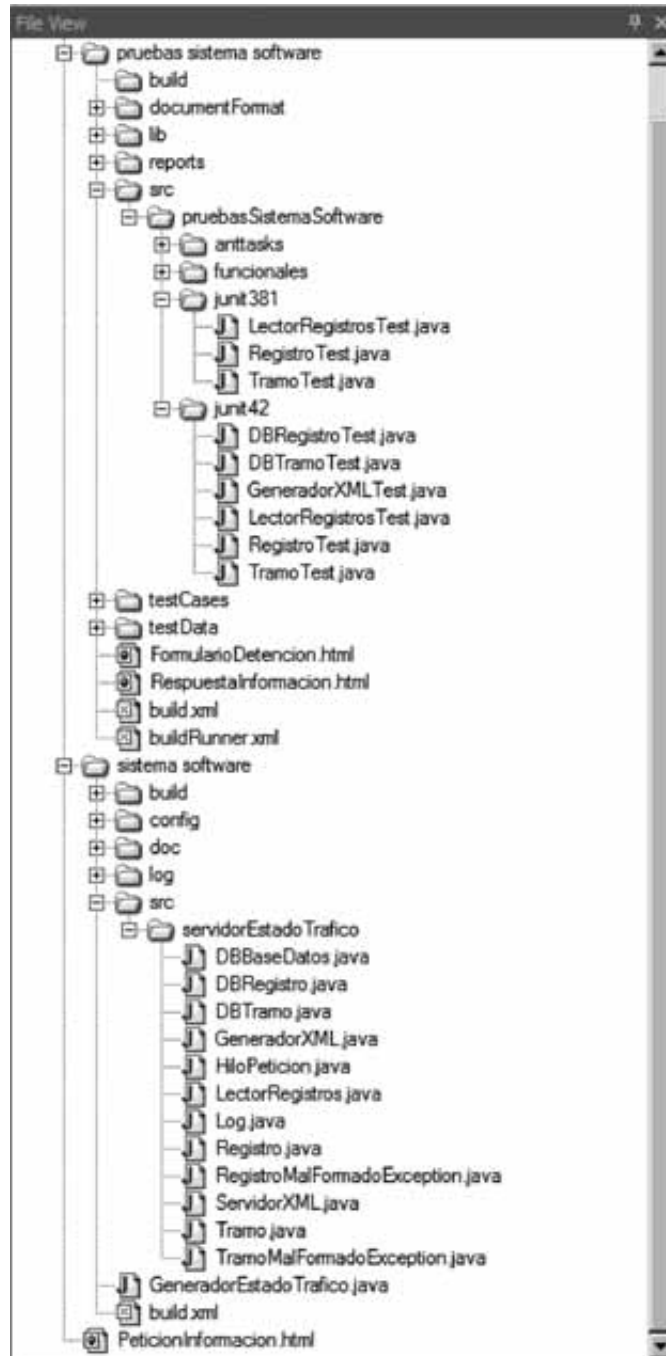 File View
pruebas sistema software
build
documentFormat
lib
reports
src
pruebasSistemaSoftware
anttasks
funcionales
junit381
LectorRegistrosTest.java
RegistroTest.java
TramoTest.java
junit42
DBRegistroTest.java
DBTramoTest.java
GeneradorXMLTest.java
LectorRegistrosTest.java
RegistroTest.java
TramoTest.java
testCases
testData
FormularioDetencion.html
RespuestaInformacion.html
build.xml
buildRunner.xml
sistema software
build
config
doc
log
src
servidorEstadoTrafico
DBBaseDatos.java
DBRegistro.java
DBTramo.java
GeneradorXML.java
HiloPeticion.java
LectorRegistros.java
Log.java
Registro.java
RegistroMalFormadoException.java
ServidorXML.java
Tramo.java
TramoMalFormadoException.java
GeneradorEstadoTrafico.java
build.xml
PeticionInformacion.html